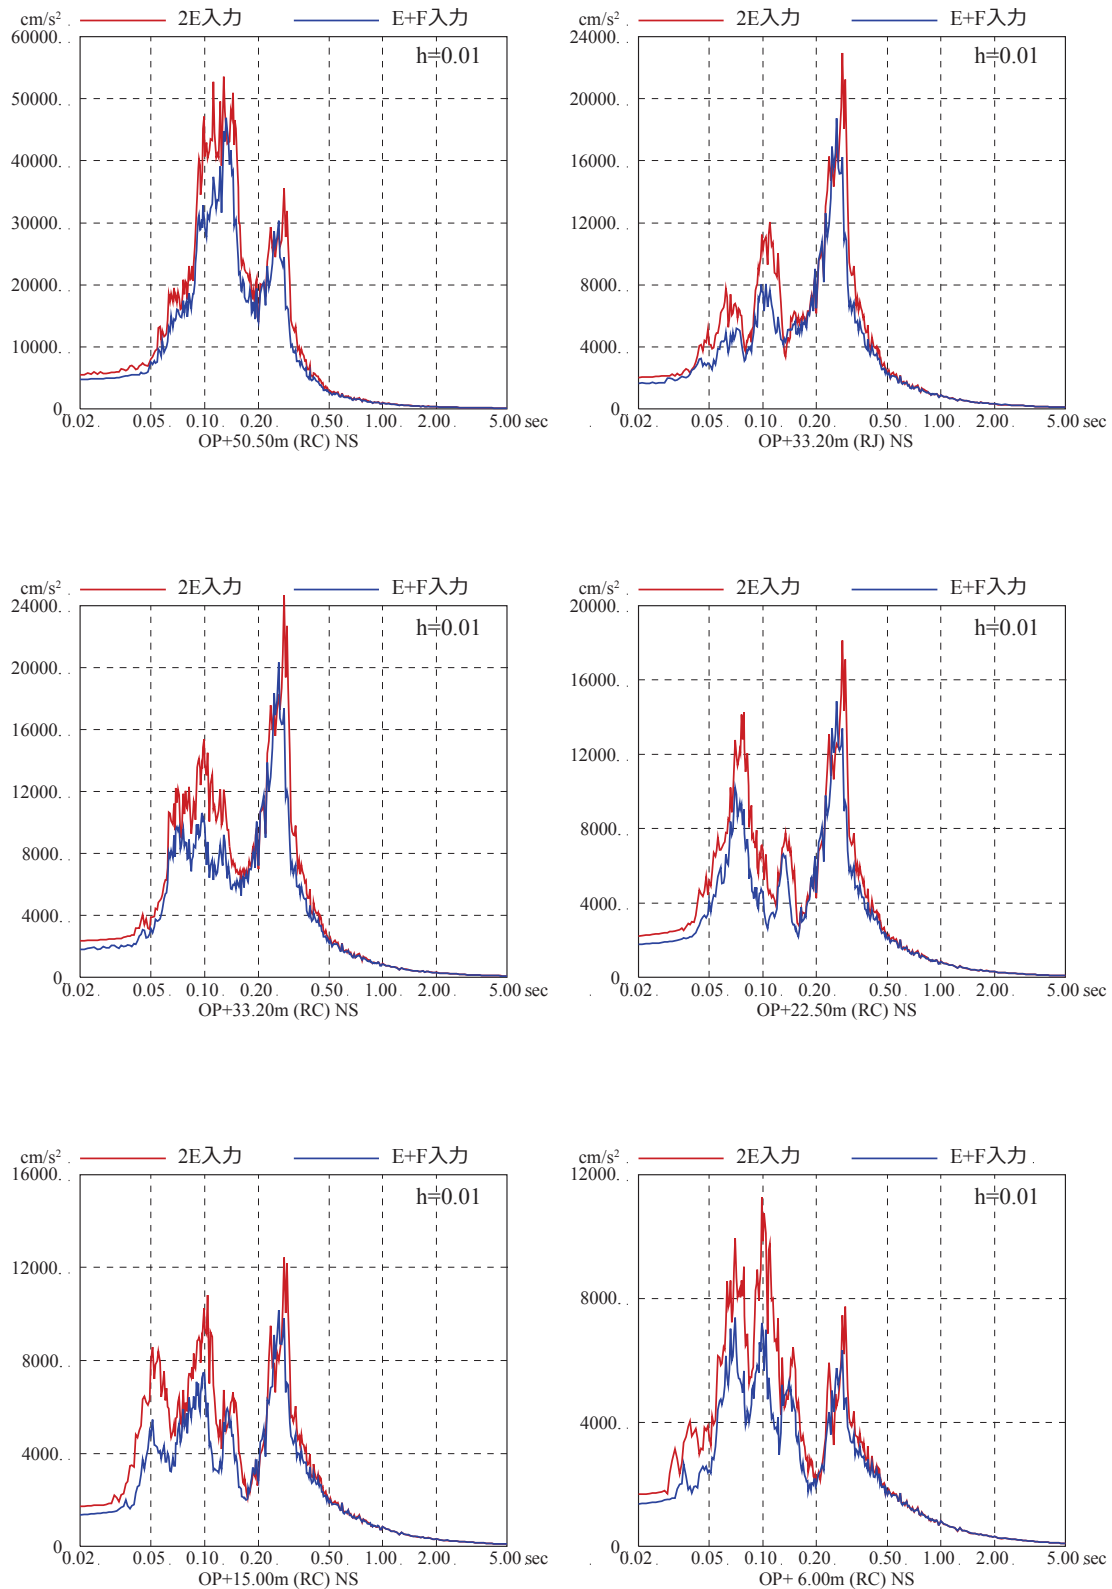 cm/s² 2E入力 E+F入力
60000.
h=0.01
50000.
40000.
30000.
20000.
10000.
0.
0.02 0.05 0.10 0.20 0.50 1.00 2.00 5.00 sec
OP+50.50m (RC) NS
cm/s² 2E入力 E+F入力
24000.
h=0.01
20000.
16000.
12000.
8000.
4000.
0.
0.02 0.05 0.10 0.20 0.50 1.00 2.00 5.00 sec
OP+33.20m (RJ) NS
cm/s² 2E入力 E+F入力
24000.
h=0.01
20000.
16000.
12000.
8000.
4000.
0.
0.02 0.05 0.10 0.20 0.50 1.00 2.00 5.00 sec
OP+33.20m (RC) NS
cm/s² 2E入力 E+F入力
20000.
h=0.01
16000.
12000.
8000.
4000.
0.
0.02 0.05 0.10 0.20 0.50 1.00 2.00 5.00 sec
OP+22.50m (RC) NS
cm/s² 2E入力 E+F入力
16000.
h=0.01
12000.
8000.
4000.
0.
0.02 0.05 0.10 0.20 0.50 1.00 2.00 5.00 sec
OP+15.00m (RC) NS
cm/s² 2E入力 E+F入力
12000.
h=0.01
8000.
4000.
0.
0.02 0.05 0.10 0.20 0.50 1.00 2.00 5.00 sec
OP+ 6.00m (RC) NS